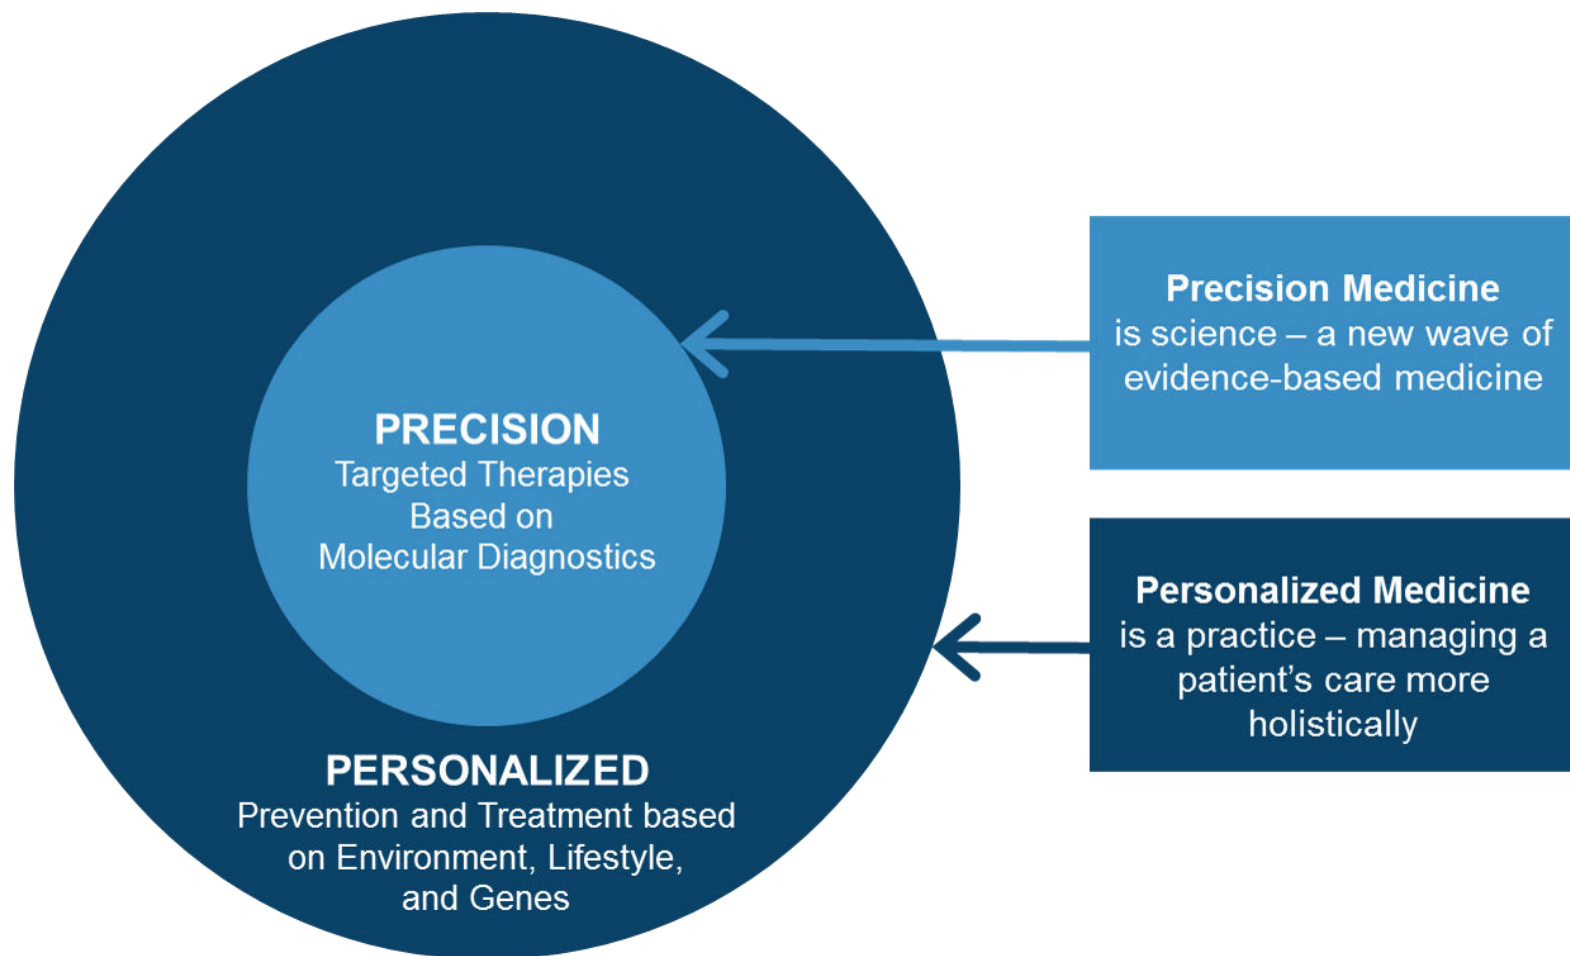 PRECISION
Targeted Therapies
Based on
Molecular Diagnostics
PERSONALIZED
Prevention and Treatment based
on Environment, Lifestyle,
and Genes
Precision Medicine
is science – a new wave of
evidence-based medicine
Personalized Medicine
is a practice – managing a
patient’s care more
holistically